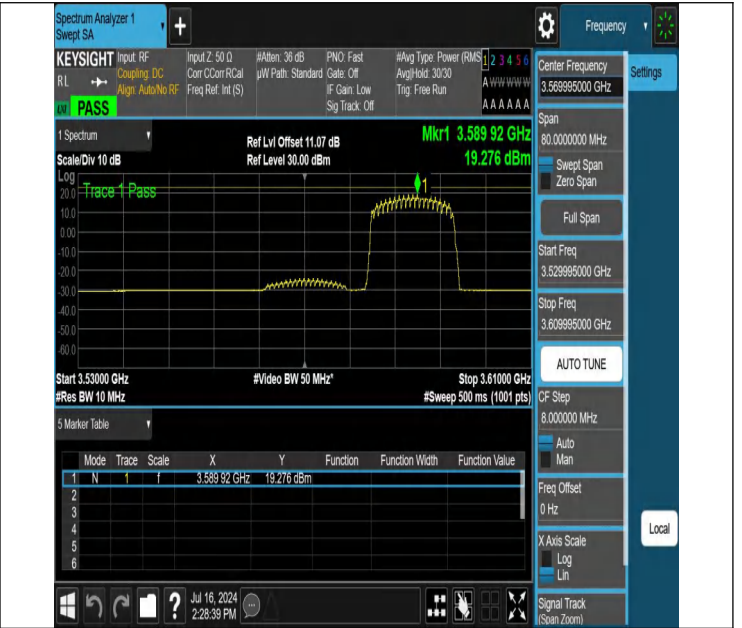 Spectrum Analyzer 1
Swept SA
+
Frequency
KEYSIGHT
RL
LXI
PASS
Input: RF
Coupling: DC
Align: Auto/No RF
Input Z: 50 Ω
Corr CCorr RCal
Freq Ref: Int (S)
#Atten: 36 dB
µW Path: Standard
PNO: Fast
Gate: Off
IF Gain: Low
Sig Track: Off
#Avg Type: Power (RMS
Avg|Hold: 30/30
Trig: Free Run
1 2 3 4 5 6
A W W W W W
A A A A A A
1 Spectrum
Scale/Div 10 dB
Ref Lvl Offset 11.07 dB
Ref Level 30.00 dBm
Mkr1 3.589 92 GHz
19.276 dBm
Log
Trace 1 Pass
1
20.0
10.0
0.00
-10.0
-20.0
-30.0
-40.0
-50.0
-60.0
Start 3.53000 GHz
#Res BW 10 MHz
#Video BW 50 MHz*
Stop 3.61000 GHz
#Sweep 500 ms (1001 pts)
5 Marker Table
Mode Trace Scale X Y Function Function Width Function Value
1 N 1 f 3.589 92 GHz 19.276 dBm
2
3
4
5
6
Center Frequency
3.569995000 GHz
Settings
Span
80.0000000 MHz
Swept Span
Zero Span
Full Span
Start Freq
3.529995000 GHz
Stop Freq
3.609995000 GHz
AUTO TUNE
CF Step
8.000000 MHz
Auto
Man
Freq Offset
0 Hz
X Axis Scale
Log
Lin
Local
Signal Track
(Span Zoom)
?
Jul 16, 2024
2:28:39 PM